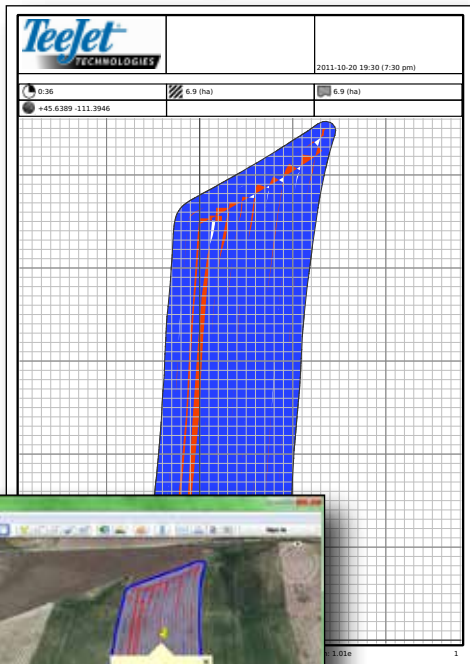 TeeJet®
TECHNOLOGIES
2011-10-20 19:30 (7:30 pm)
0:36
6.9 (ha)
6.9 (ha)
+45.6389 -111.3946
1.01e
1